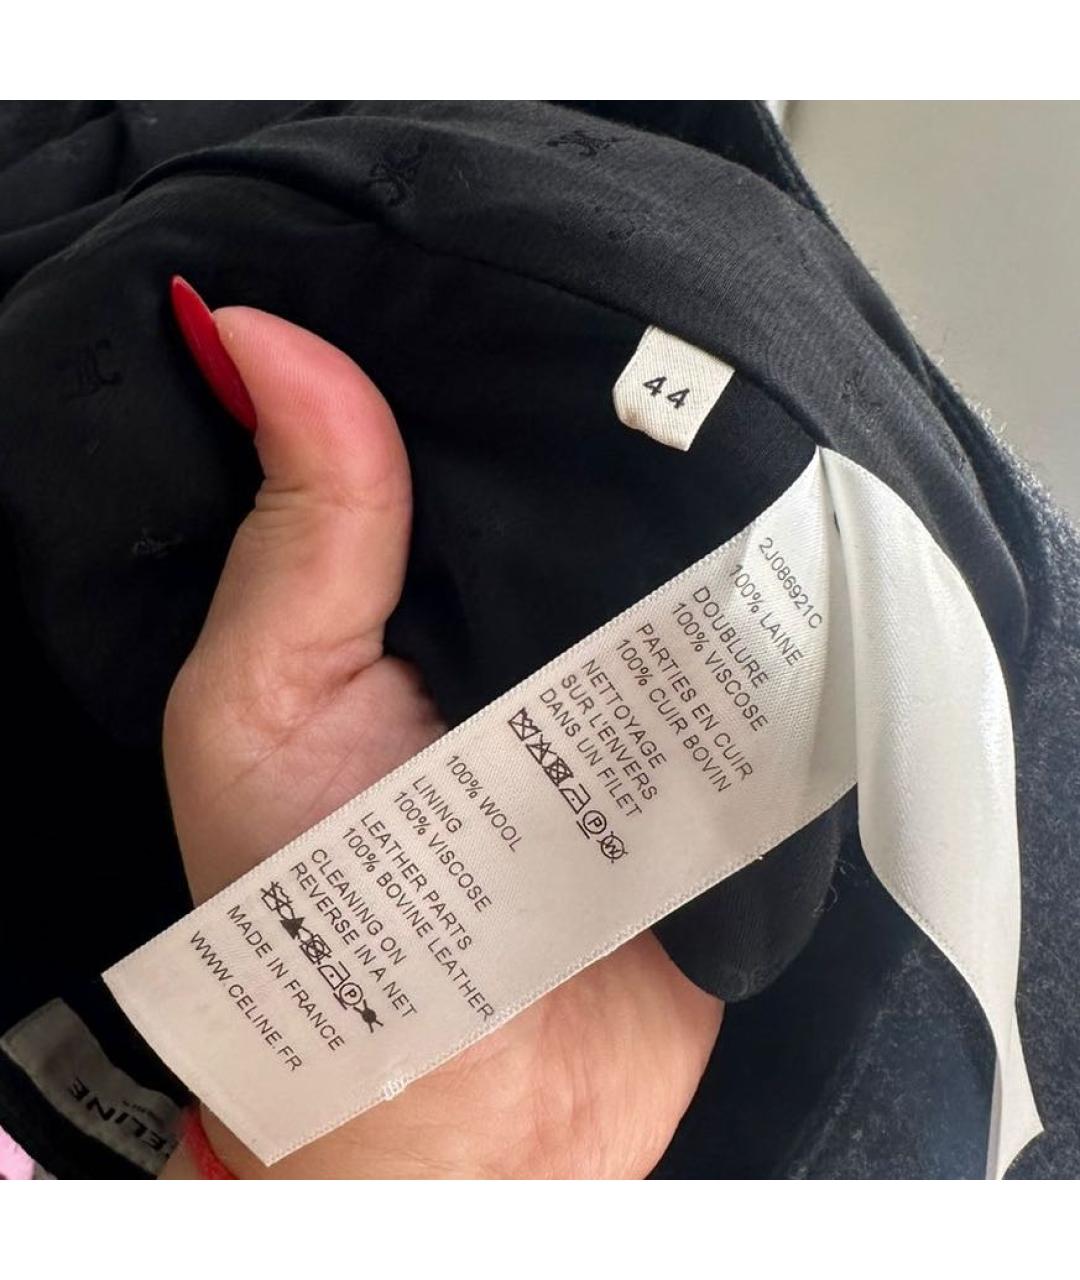 44
2J086921C
100% LAINE
DOUBLURE
100% VISCOSE
PARTIES EN CUIR
100% CUIR BOVIN
NETTOYAGE
SUR L'ENVERS
DANS UN FILET
P W
100% WOOL
LINING
100% VISCOSE
LEATHER PARTS
100% BOVINE LEATHER
CLEANING ON
REVERSE IN A NET
P
MADE IN FRANCE
WWW.CELINE.FR
CELINE